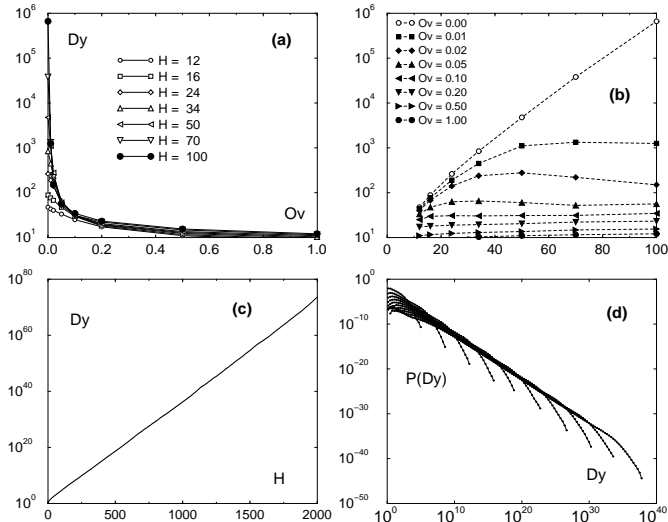 10^6
10^5
10^4
10^3
10^2
10^1
0.0 0.2 0.4 0.6 0.8 1.0
Dy
(a)
Ov
H = 12
H = 16
H = 24
H = 34
H = 50
H = 70
H = 100
10^6
10^5
10^4
10^3
10^2
10^1
0 20 40 60 80 100
Ov = 0.00
Ov = 0.01
Ov = 0.02
Ov = 0.05
Ov = 0.10
Ov = 0.20
Ov = 0.50
Ov = 1.00
(b)
10^80
10^60
10^40
10^20
10^0
0 500 1000 1500 2000
Dy
(c)
H
10^0
10^−10
10^−20
10^−30
10^−40
10^−50
10^0 10^10 10^20 10^30 10^40
(d)
P(Dy)
Dy